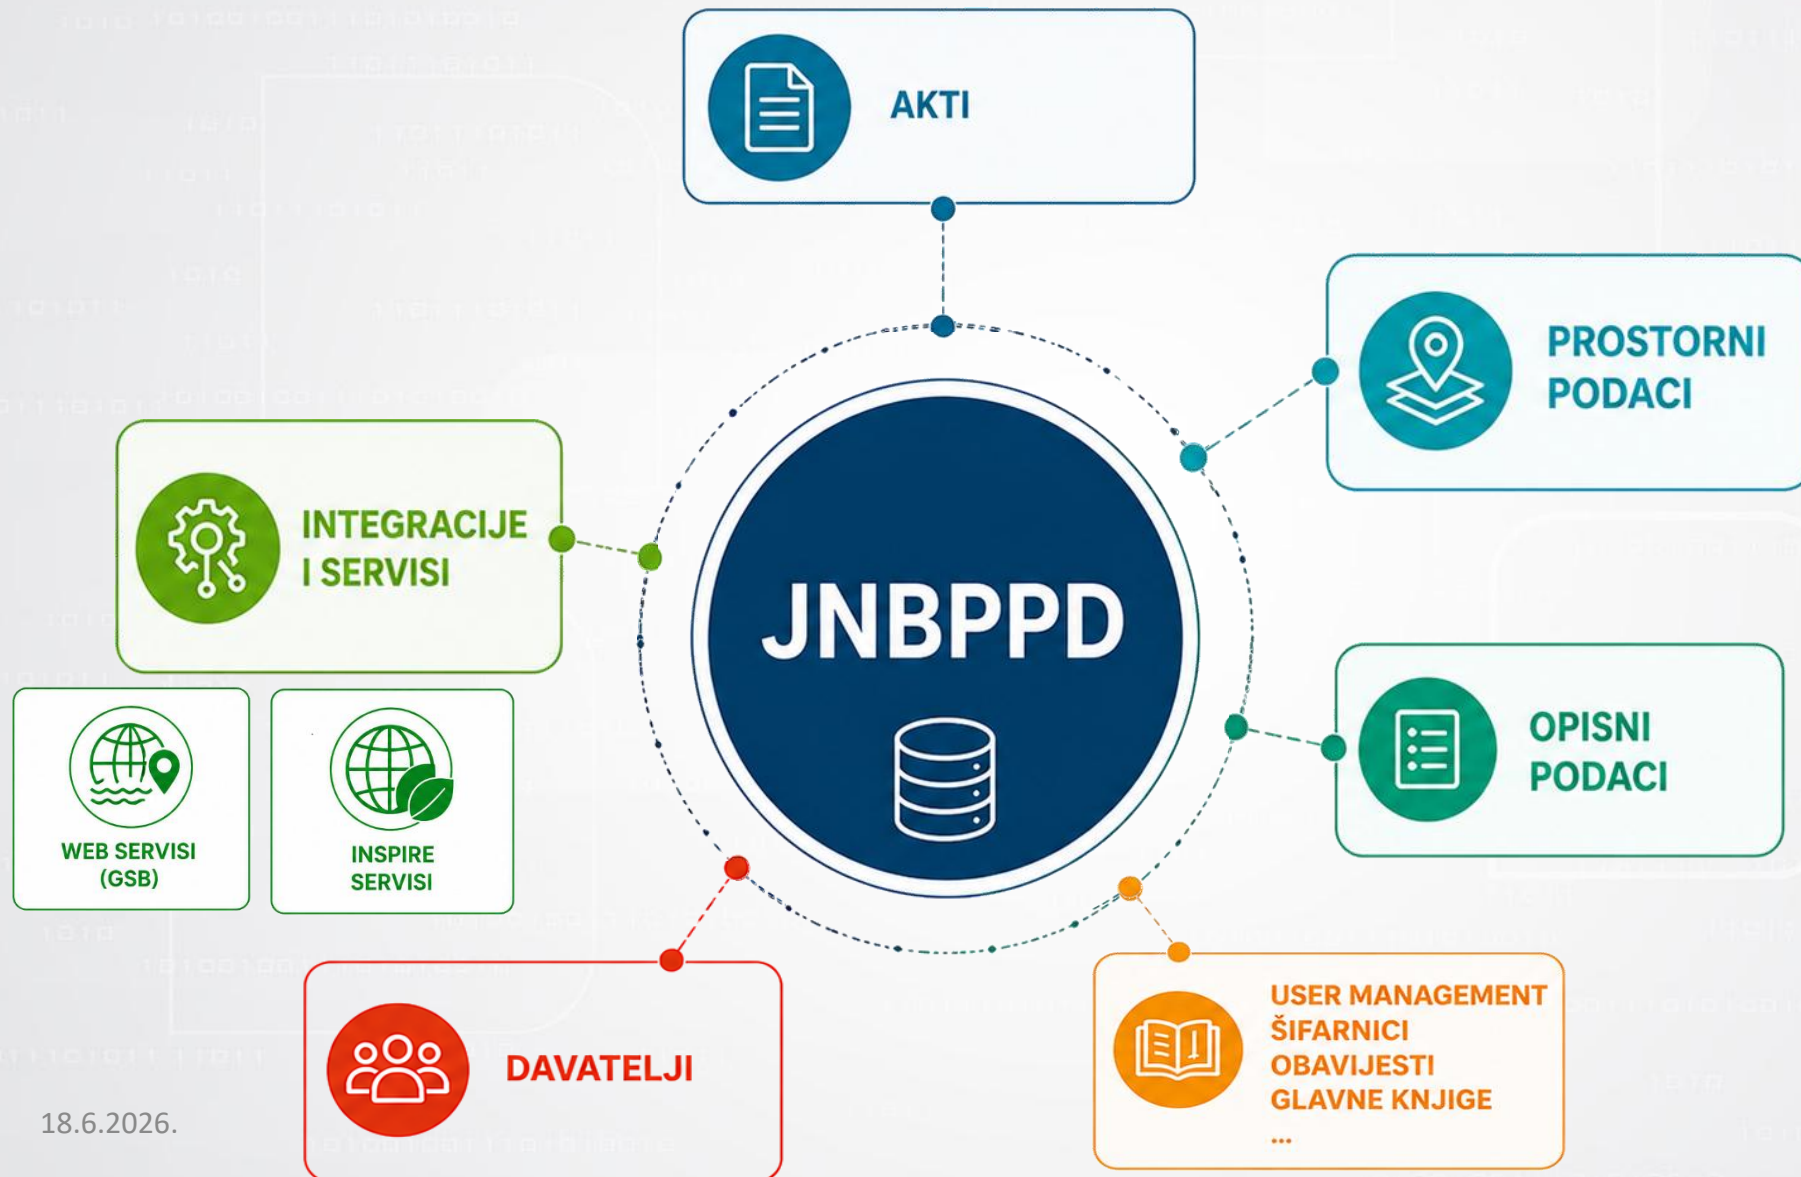 AKTI
PROSTORNI
PODACI
INTEGRACIJE
I SERVISI
JNBPPD
OPISNI
PODACI
WEB SERVISI
(GSB)
INSPIRE
SERVISI
DAVATELJI
USER MANAGEMENT
ŠIFARNICI
OBAVIJESTI
GLAVNE KNJIGE
...
18.6.2026.